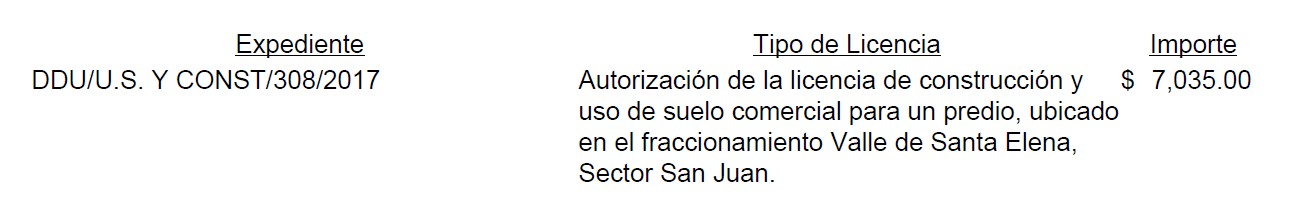 Expediente Tipo de Licencia Importe
DDU/U.S. Y CONST/308/2017 Autorización de la licencia de construcción y $ 7,035.00
uso de suelo comercial para un predio, ubicado
en el fraccionamiento Valle de Santa Elena,
Sector San Juan.